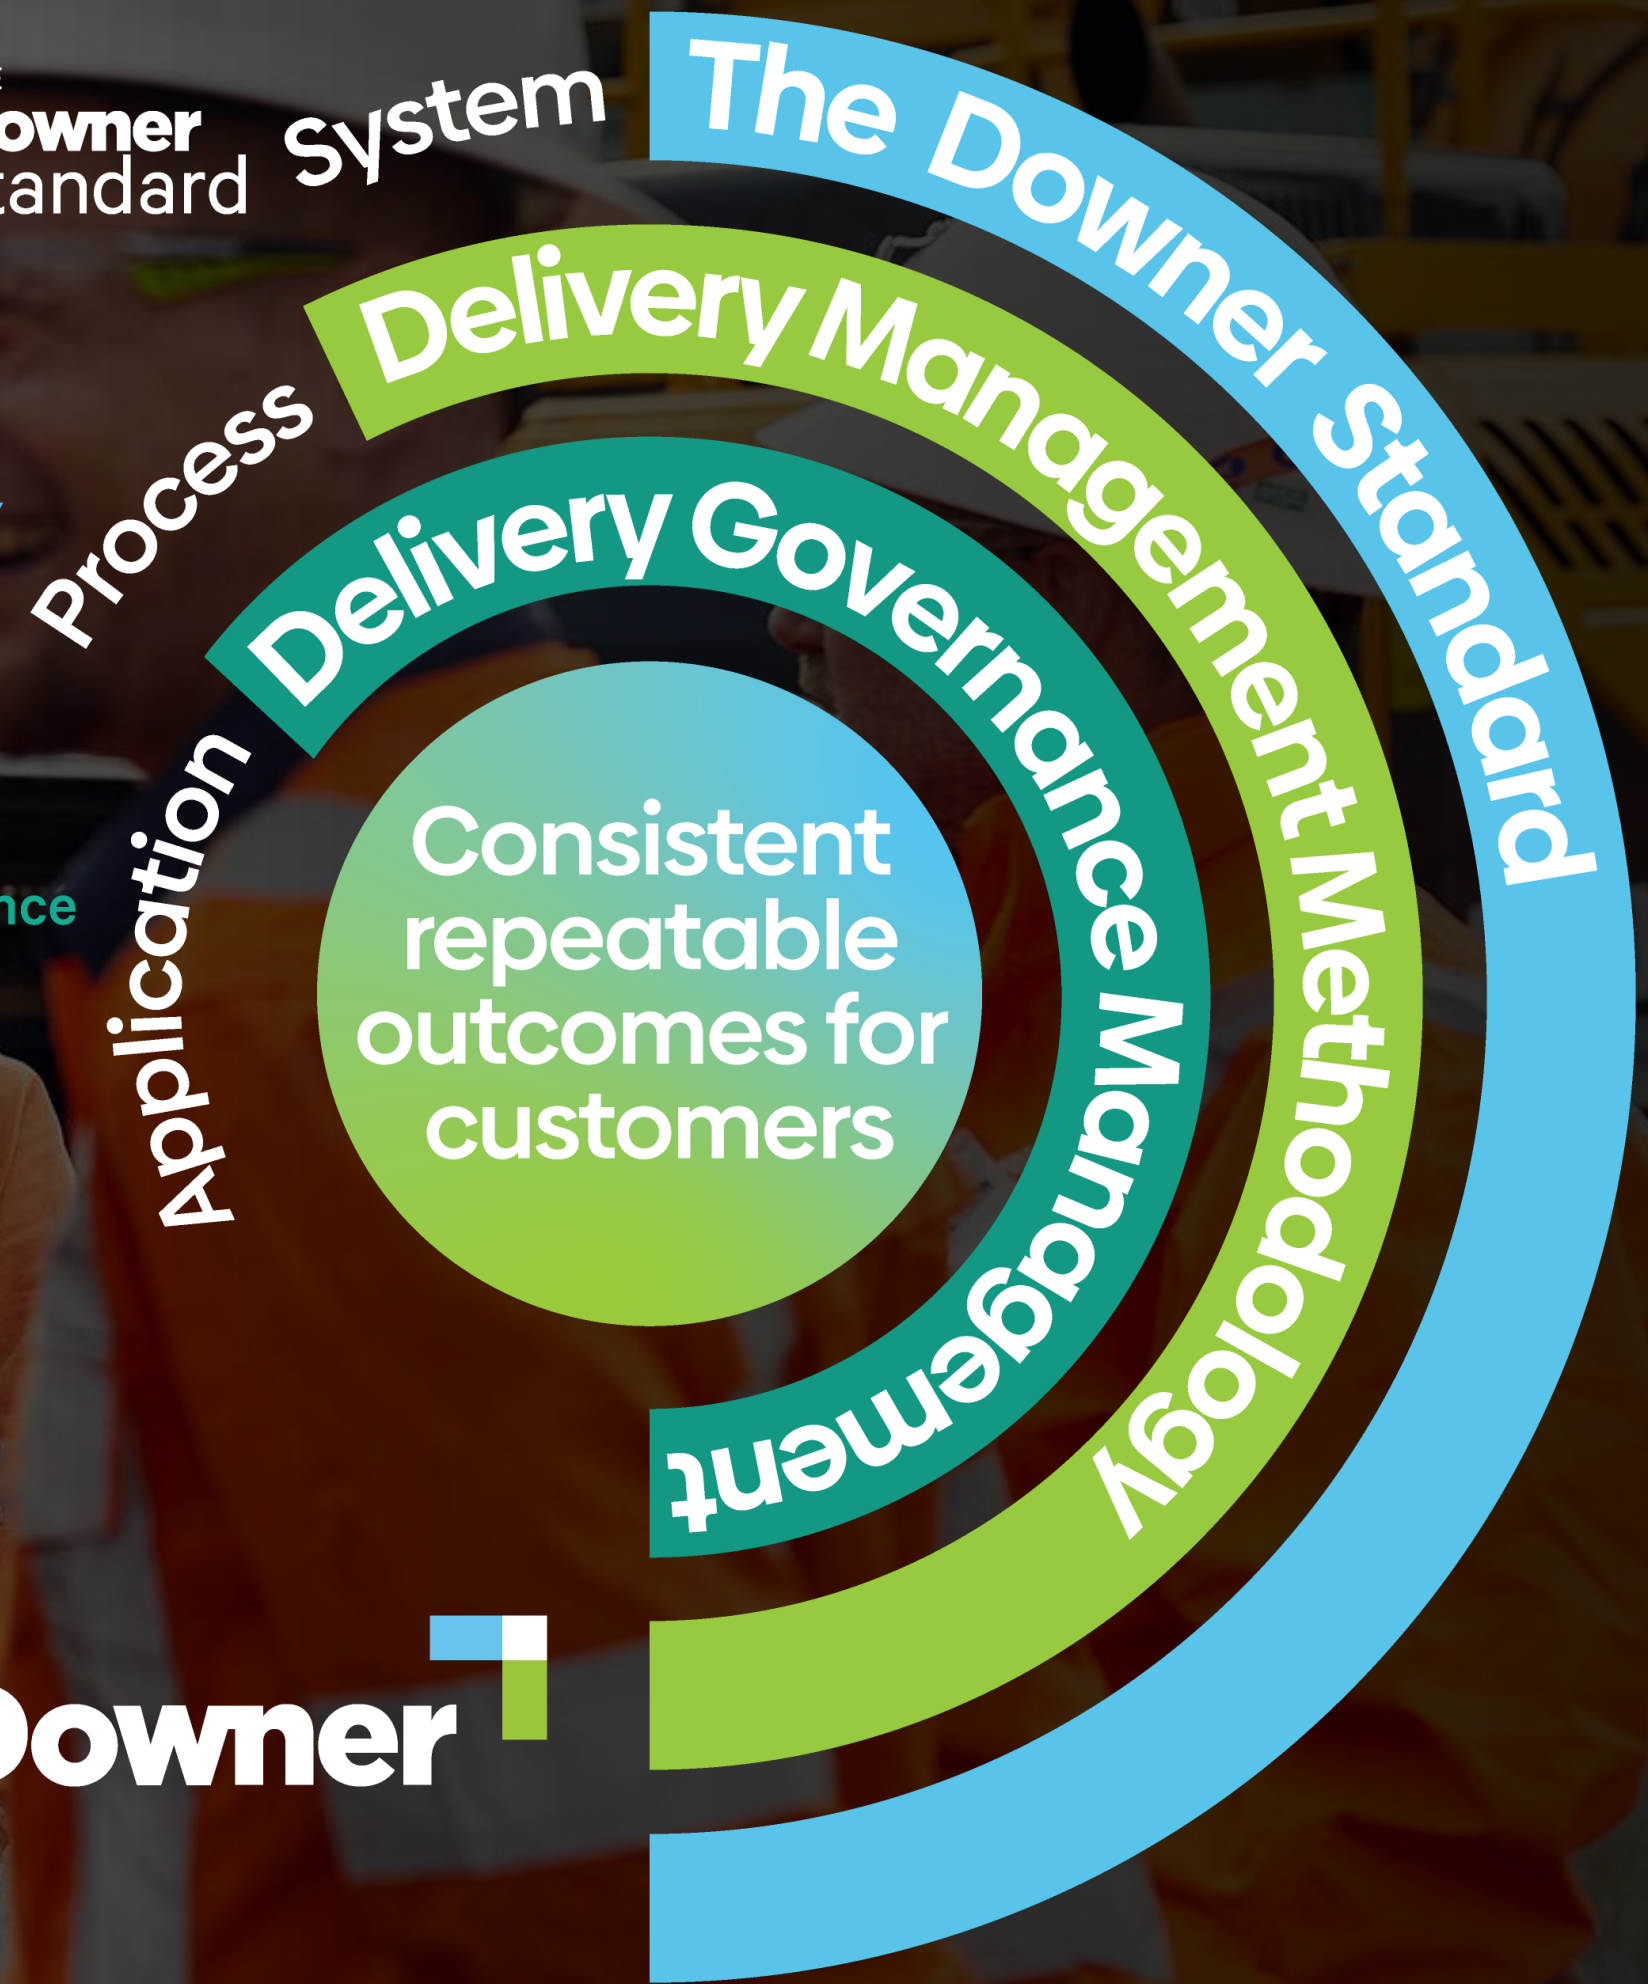 owner
tandard
System
The Downer Standard
Process
Delivery Management Methodology
Application
Delivery Governance Management
Consistent
repeatable
outcomes for
customers
nce
Downer